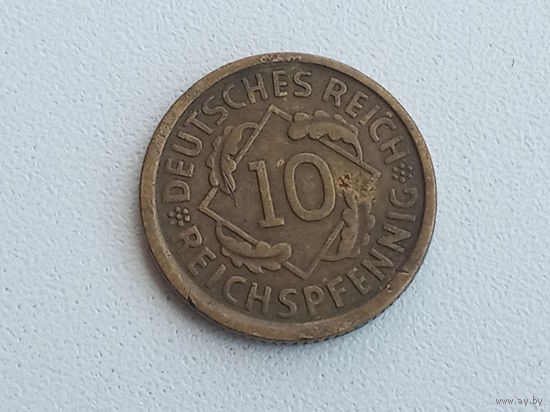 DEUTSCHES REICH
10
REICHSPFENNIG
www.ay.by